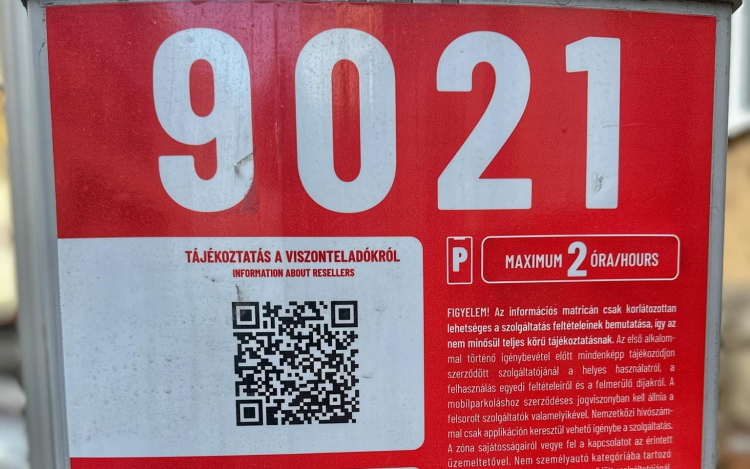 9021
TÁJÉKOZTATÁS A VISZONTELADÓKRÓL
INFORMATION ABOUT RESELLERS
P
MAXIMUM 2 ÓRA/HOURS
FIGYELEM! Az információs matricán csak korlátozottan
lehetséges a szolgáltatás feltételeinek bemutatása, így az
nem minősül teljes körű tájékoztatásnak. Az első alkalom-
mal történő igénybevétel előtt mindenképp tájékozódjon
szerződött szolgáltatójánál a helyes használatról, a
felhasználás egyedi feltételeiről és a felmerülő díjakról. A
mobilparkoláshoz szerződéses jogviszonyban kell állnia a
felsorolt szolgáltatók valamelyikével. Nemzetközi hívószám-
mal csak applikáción keresztül vehető igénybe a szolgáltatás.
A zóna sajátosságairól vegye fel a kapcsolatot az érintett
üzemeltetővel. Nem személyautó kategóriába tartozó